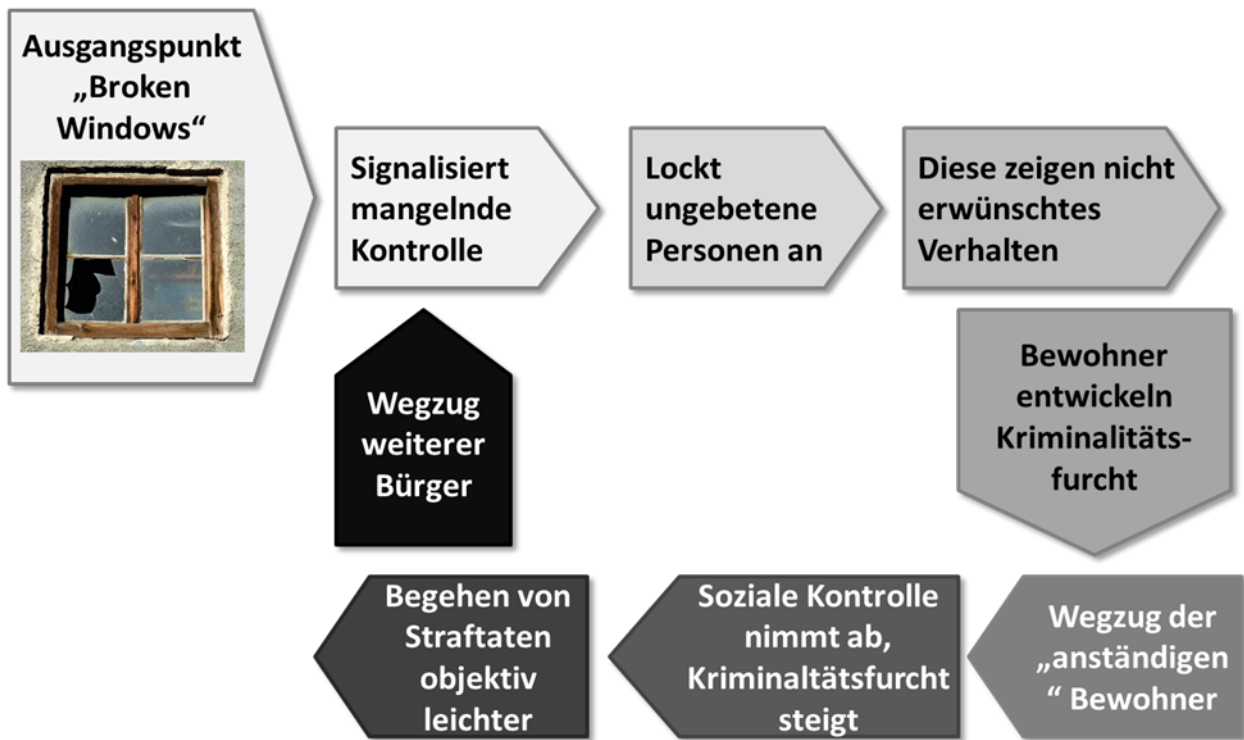 Ausgangspunkt
„Broken
Windows“
Signalisiert
mangelnde
Kontrolle
Lockt
ungebetene
Personen an
Diese zeigen nicht
erwünschtes
Verhalten
Bewohner
entwickeln
Kriminalitäts-
furcht
Wegzug der
„anständigen
“ Bewohner
Soziale Kontrolle
nimmt ab,
Kriminaltätsfurcht
steigt
Begehen von
Straftaten
objektiv
leichter
Wegzug
weiterer
Bürger